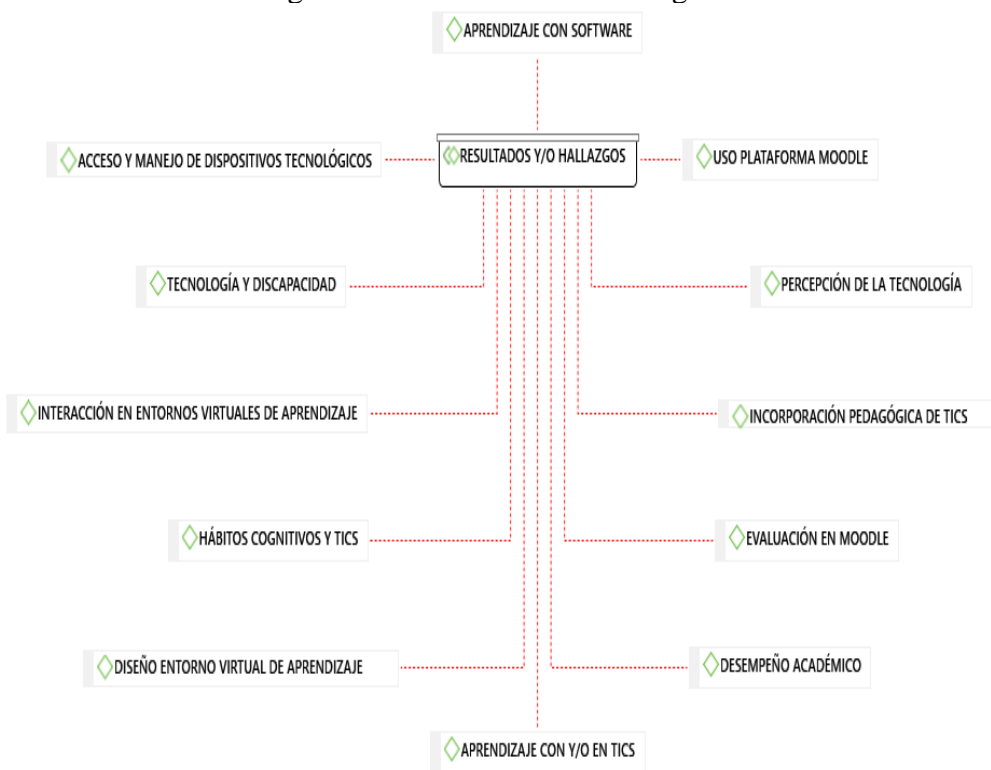 APRENDIZAJE CON SOFTWARE
ACCESO Y MANEJO DE DISPOSITIVOS TECNOLÓGICOS
RESULTADOS Y/O HALLAZGOS
USO PLATAFORMA MOODLE
TECNOLOGÍA Y DISCAPACIDAD
PERCEPCIÓN DE LA TECNOLOGÍA
INTERACCIÓN EN ENTORNOS VIRTUALES DE APRENDIZAJE
INCORPORACIÓN PEDAGÓGICA DE TICS
HÁBITOS COGNITIVOS Y TICS
EVALUACIÓN EN MOODLE
DISEÑO ENTORNO VIRTUAL DE APRENDIZAJE
DESEMPEÑO ACADÉMICO
APRENDIZAJE CON Y/O EN TICS